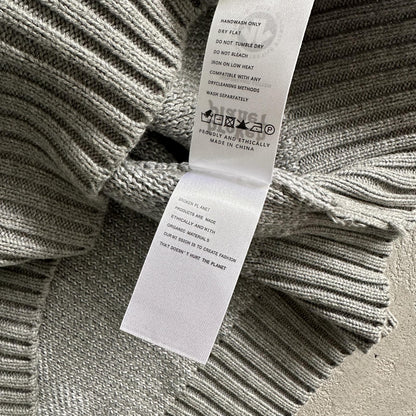 HANDWASH ONLY
DRY FLAT
DO NOT TUMBLE DRY
DO NOT BLEACH
IRON ON LOW HEAT
COMPATIBLE WITH ANY
DRYCLEANING METHODS
WASH SEPARFATELY
PROUDLY AND ETHICALLY
MADE IN CHINA
BROKEN PLANET
PRODUCTS ARE MADE
ETHICALLY AND WITH
ORGANIC MATERIALS
OUR MISSION IS TO CREATE FASHION
THAT DOESN'T HURT THE PLANET